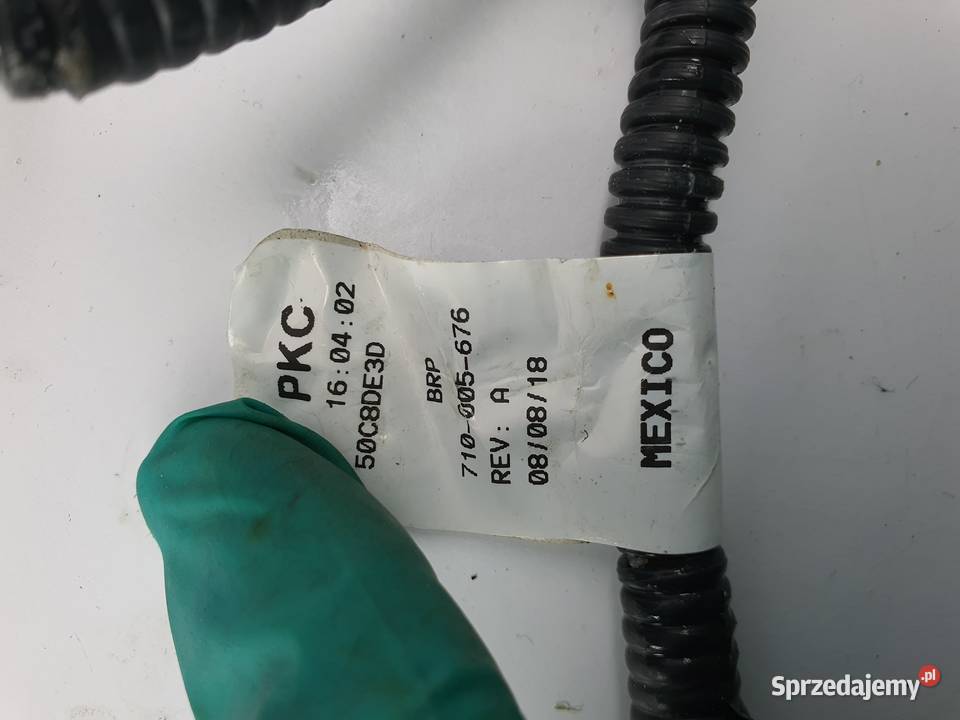 PKC
16:04:02
50C8DE3D
BRP
710-005-676
REV: A
08/08/18
MEXICO
Sprzedajemy.pl